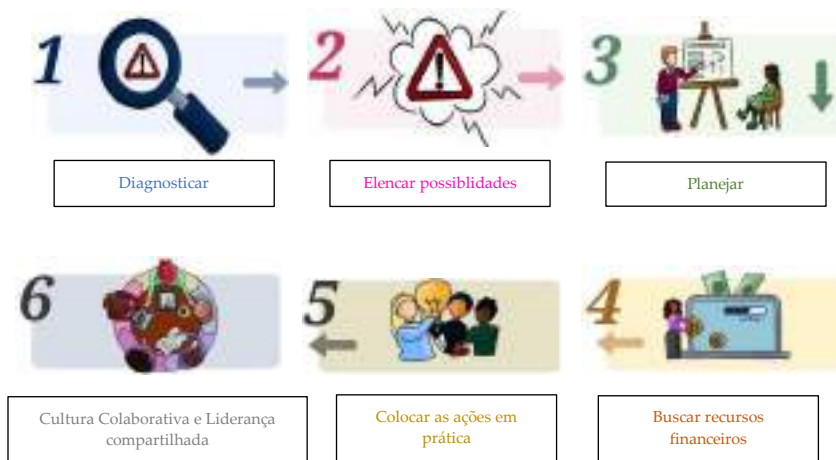 1
2
3
Diagnosticar
Elencar possiblidades
Planejar
6
5
4
Cultura Colaborativa e Liderança
compartilhada
Colocar as ações em
prática
Buscar recursos
financeiros